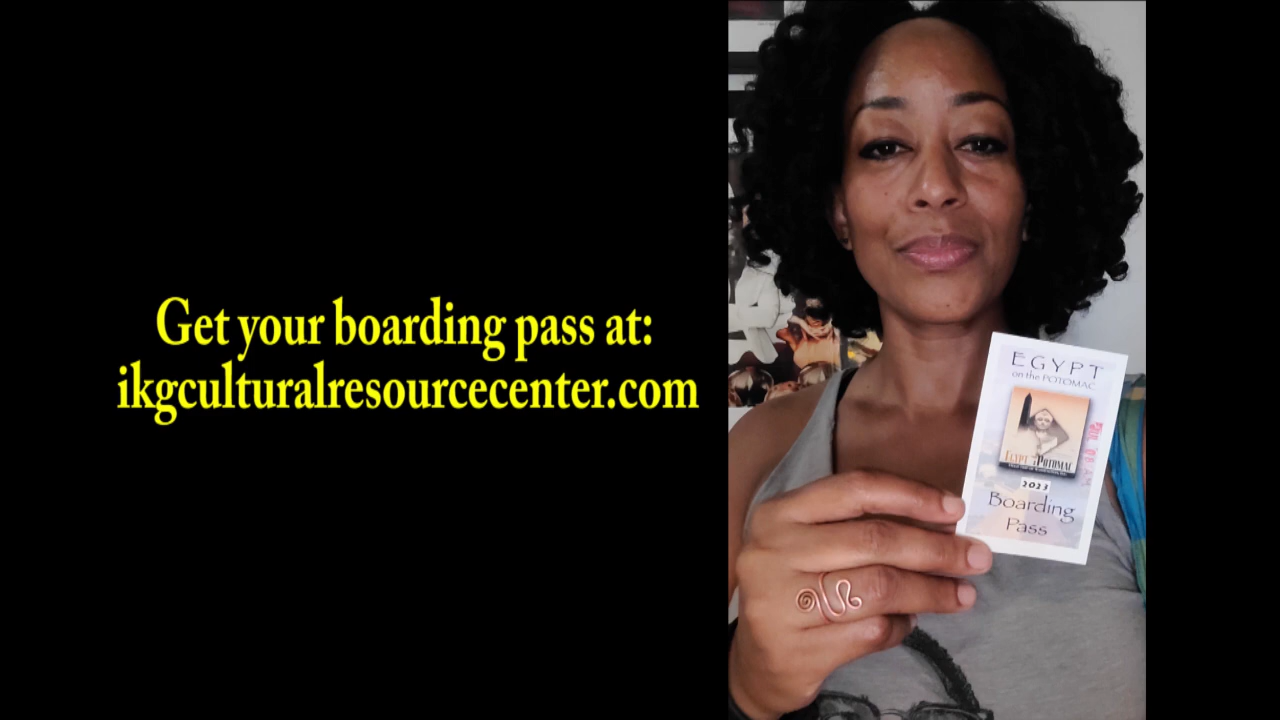 Get your boarding pass at:
ikgculturalresourcecenter.com
EGYPT
on the POTOMAC
2023
Boarding
Pass